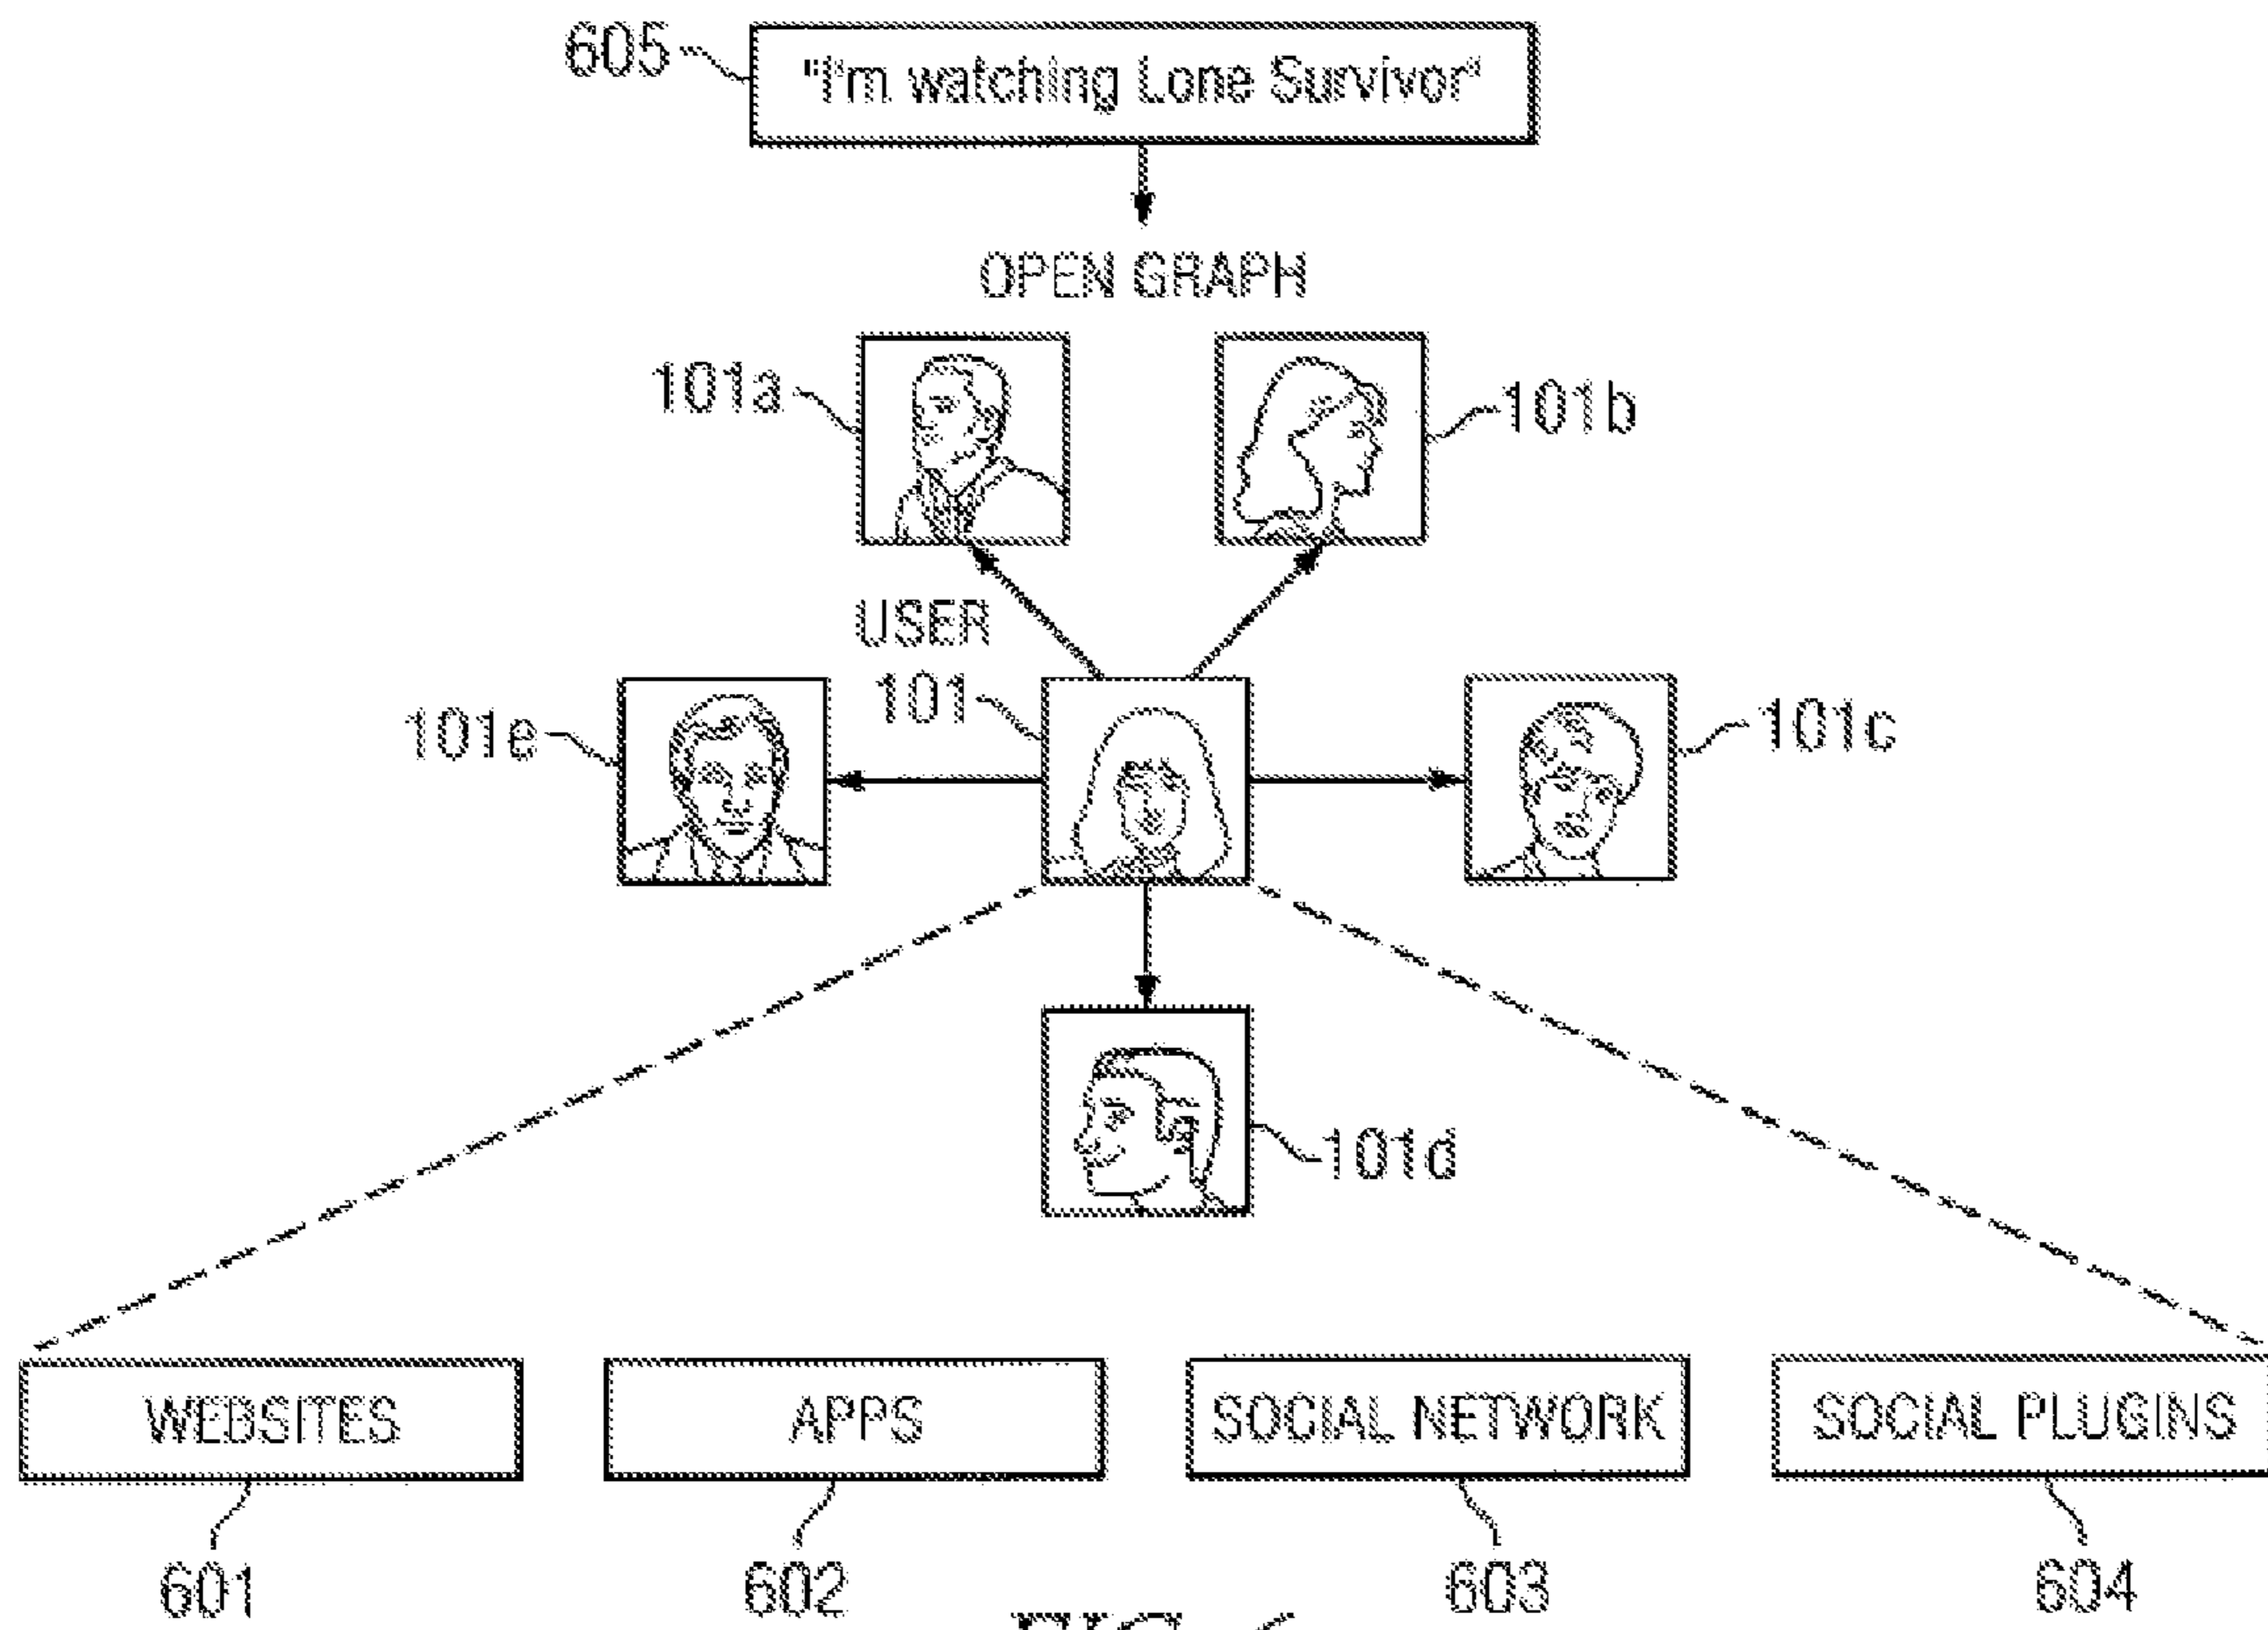 605 "I'm watching Lone Survivor"
OPEN GRAPH
101a
101b
USER
101
101e
101c
101d
WEBSITES
APPS
SOCIAL NETWORK
SOCIAL PLUGINS
601
602
603
604